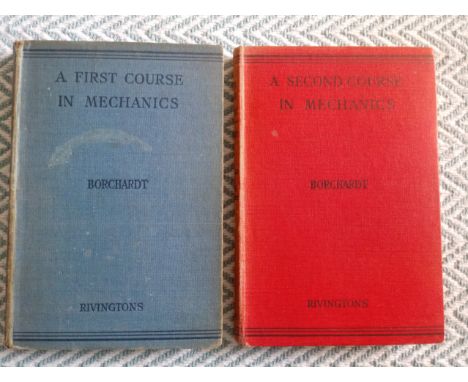 A FIRST COURSE
IN MECHANICS
BORCHARDT
RIVINGTONS
A SECOND COURSE
IN MECHANICS
BORCHARDT
RIVINGTONS